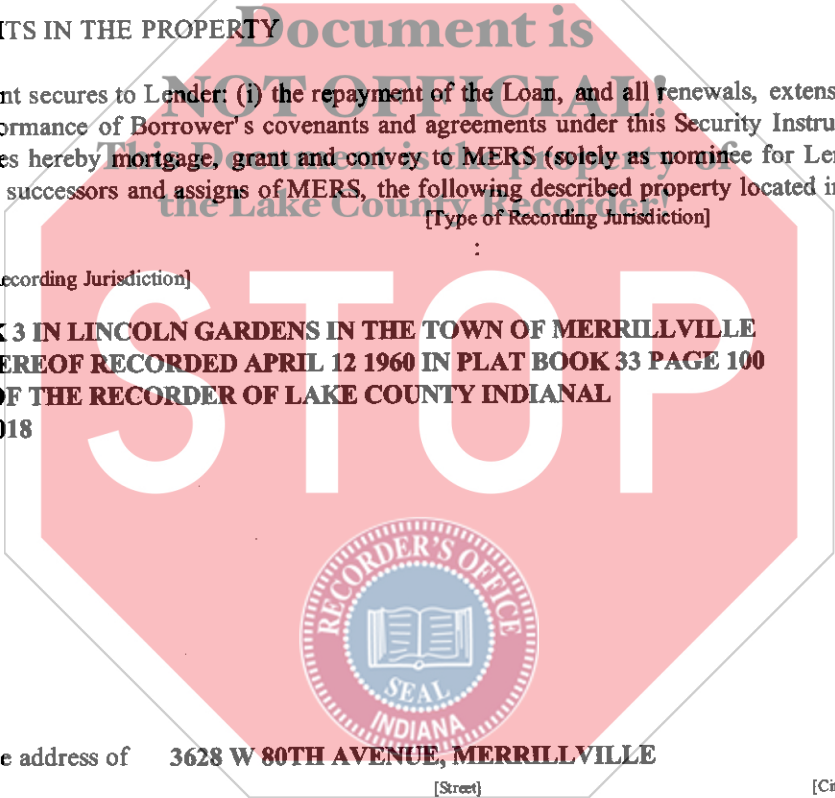 ITS IN THE PROPERTY
Document is
NOT OFFICIAL!
This Document is the property of
the Lake County Recorder!
nt secures to Lender: (i) the repayment of the Loan, and all renewals, extens
ormance of Borrower's covenants and agreements under this Security Instru
es hereby mortgage, grant and convey to MERS (solely as nominee for Len
successors and assigns of MERS, the following described property located i
[Type of Recording Jurisdiction]
:
ecording Jurisdiction]
K 3 IN LINCOLN GARDENS IN THE TOWN OF MERRILLVILLE
EREOF RECORDED APRIL 12 1960 IN PLAT BOOK 33 PAGE 100
OF THE RECORDER OF LAKE COUNTY INDIANAL
018
STOP
RECORDER'S OFFICE
SEAL
INDIANA
e address of 3628 W 80TH AVENUE, MERRILLVILLE
[Street] [Ci